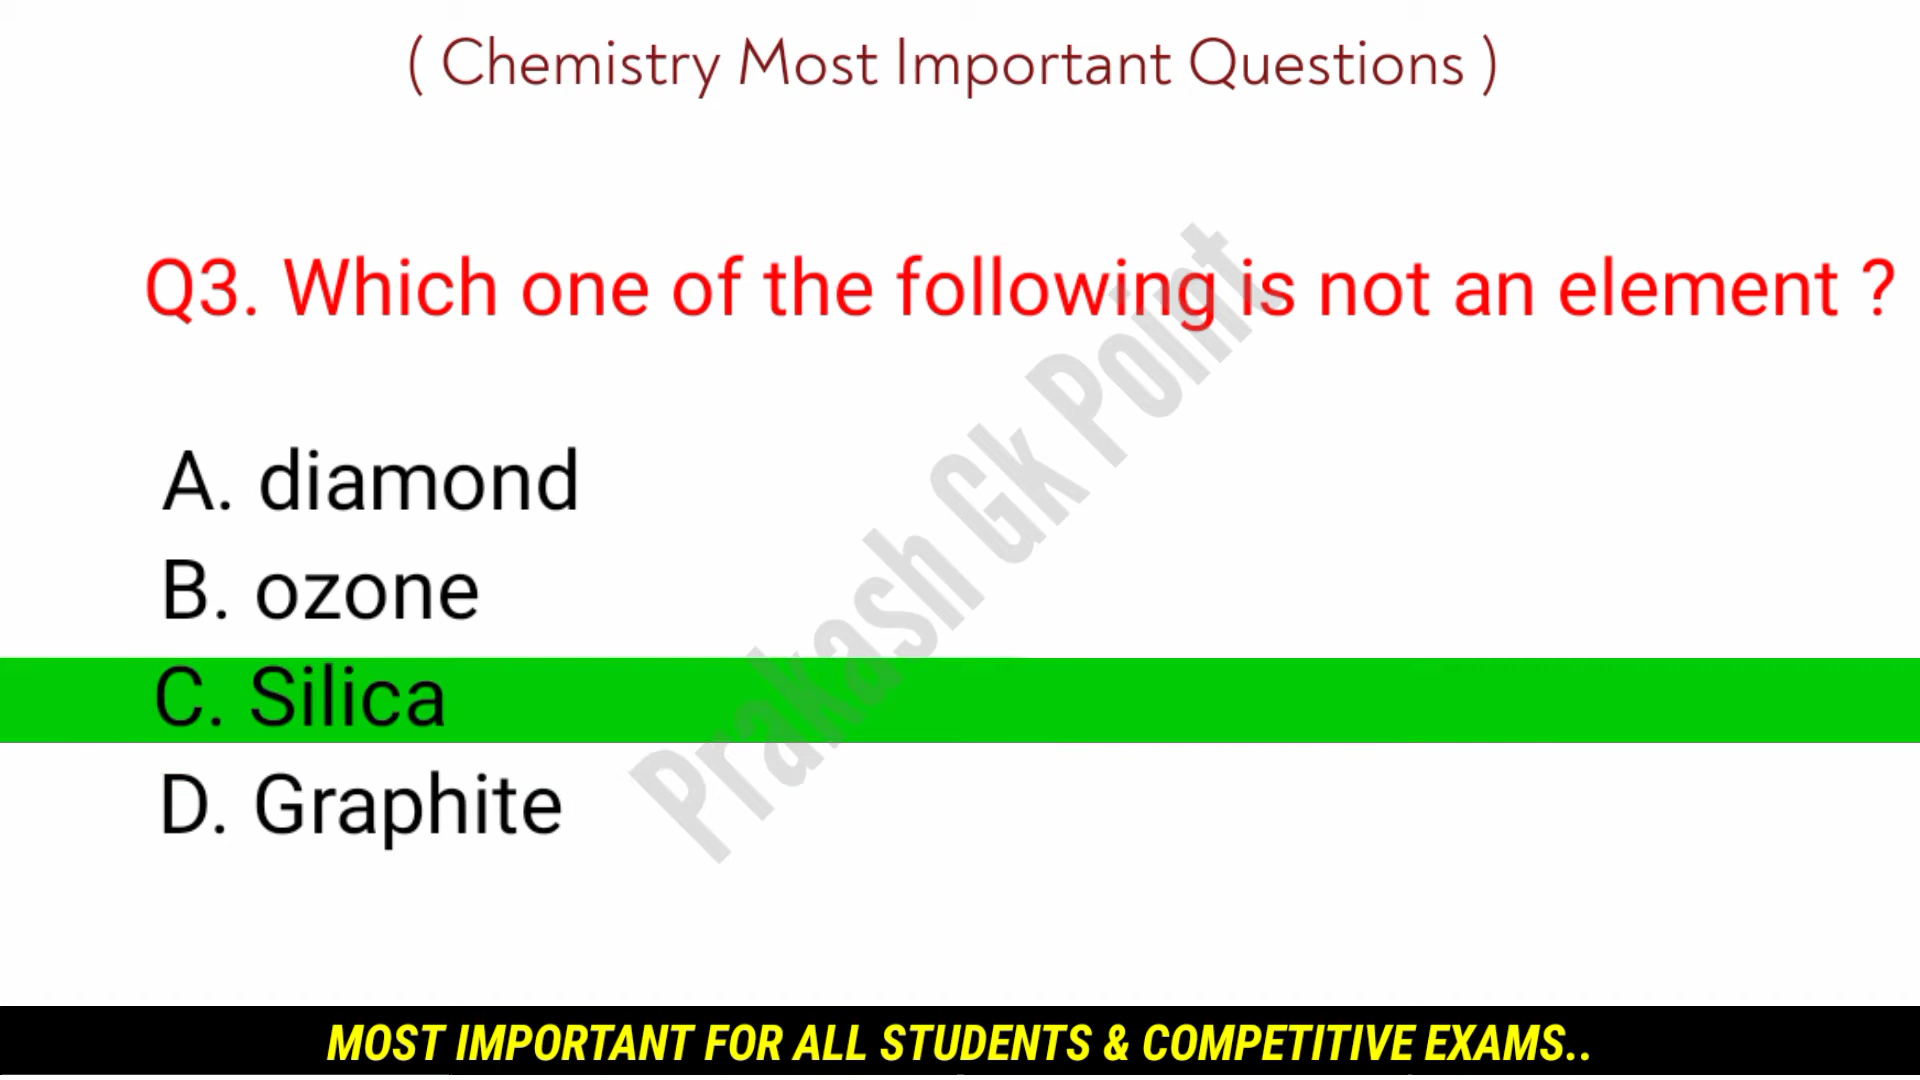 ( Chemistry Most Important Questions )
Q3. Which one of the following is not an element ?
A. diamond
B. ozone
C. Silica
D. Graphite
Prakash Gk Point
MOST IMPORTANT FOR ALL STUDENTS & COMPETITIVE EXAMS..